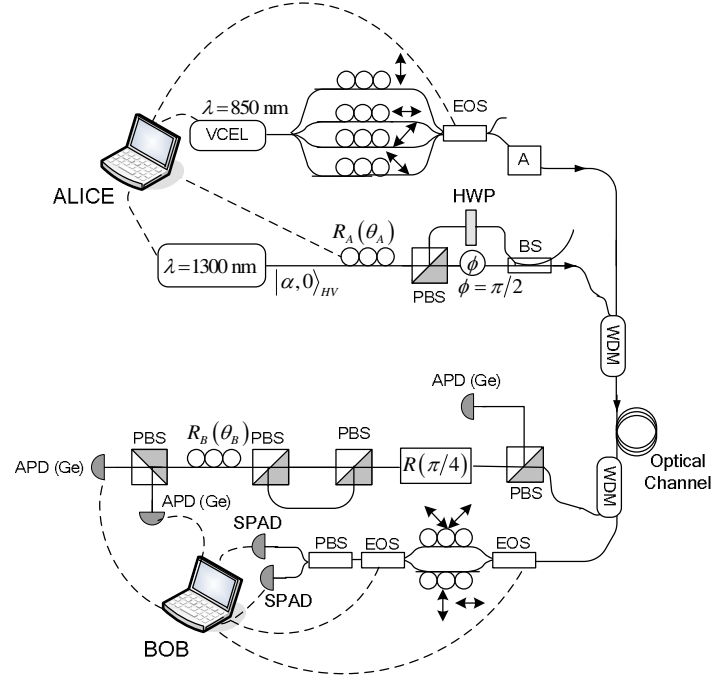 λ=850 nm
VCEL
EOS
A
ALICE
HWP
R_A(θ_A)
BS
λ=1300 nm
|α,0⟩_HV
PBS
ϕ
ϕ=π/2
WDM
APD (Ge)
PBS
R_B(θ_B)
PBS
PBS
APD (Ge)
R(π/4)
PBS
Optical
Channel
WDM
APD (Ge)
SPAD
PBS
EOS
EOS
SPAD
BOB